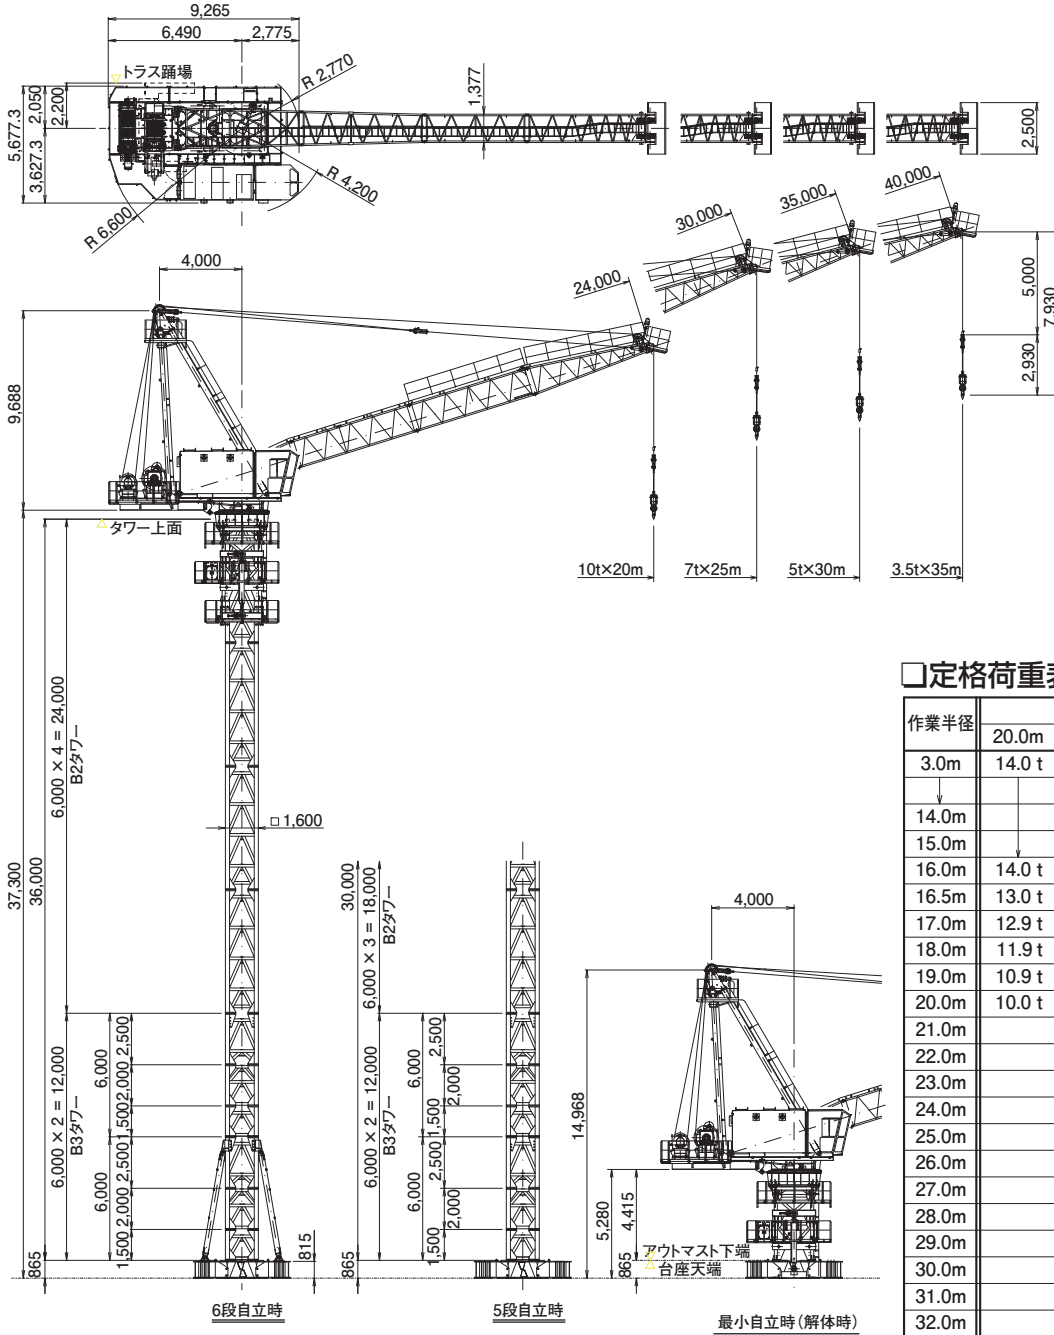 9,265
6,490
2,775
トラス踊場
R 2,770
1,377
5,677.3
2,050
2,200
3,627.3
2,500
R 6,600
R 4,200
40,000
35,000
30,000
24,000
4,000
5,000
7,930
2,930
9,688
タワー上面
10t×20m
7t×25m
5t×30m
3.5t×35m
37,300
36,000
6,000 × 4 = 24,000
B2タワー
□1,600
6,000 × 2 = 12,000
B3タワー
6,000
6,000
2,500
2,000
1,500
2,500
2,000
1,500
865
815
6段自立時
30,000
6,000 × 3 = 18,000
B2タワー
6,000 × 2 = 12,000
B3タワー
6,000
6,000
2,500
2,000
1,500
2,500
2,000
1,500
865
5段自立時
4,000
14,968
5,280
4,415
865
アウトマスト下端
台座天端
最小自立時(解体時)
□定格荷重表
作業半径
20.0m
3.0m 14.0 t
14.0m
15.0m
16.0m 14.0 t
16.5m 13.0 t
17.0m 12.9 t
18.0m 11.9 t
19.0m 10.9 t
20.0m 10.0 t
21.0m
22.0m
23.0m
24.0m
25.0m
26.0m
27.0m
28.0m
29.0m
30.0m
31.0m
32.0m